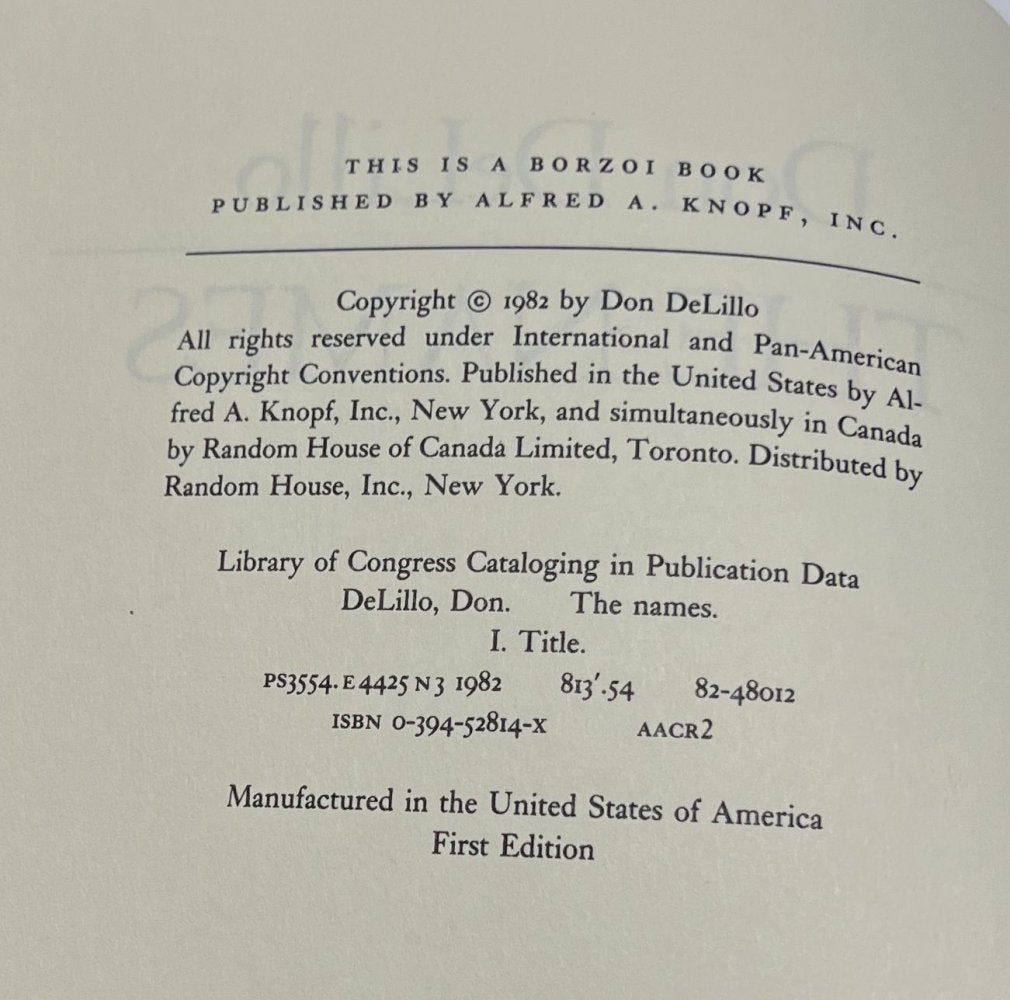 THIS IS A BORZOI BOOK
PUBLISHED BY ALFRED A. KNOPF, INC.
Copyright © 1982 by Don DeLillo
All rights reserved under International and Pan-American
Copyright Conventions. Published in the United States by Al-
fred A. Knopf, Inc., New York, and simultaneously in Canada
by Random House of Canada Limited, Toronto. Distributed by
Random House, Inc., New York.
Library of Congress Cataloging in Publication Data
DeLillo, Don. The names.
I. Title.
PS3554.E4425N3 1982 813'.54 82-48012
ISBN 0-394-52814-X AACR2
Manufactured in the United States of America
First Edition